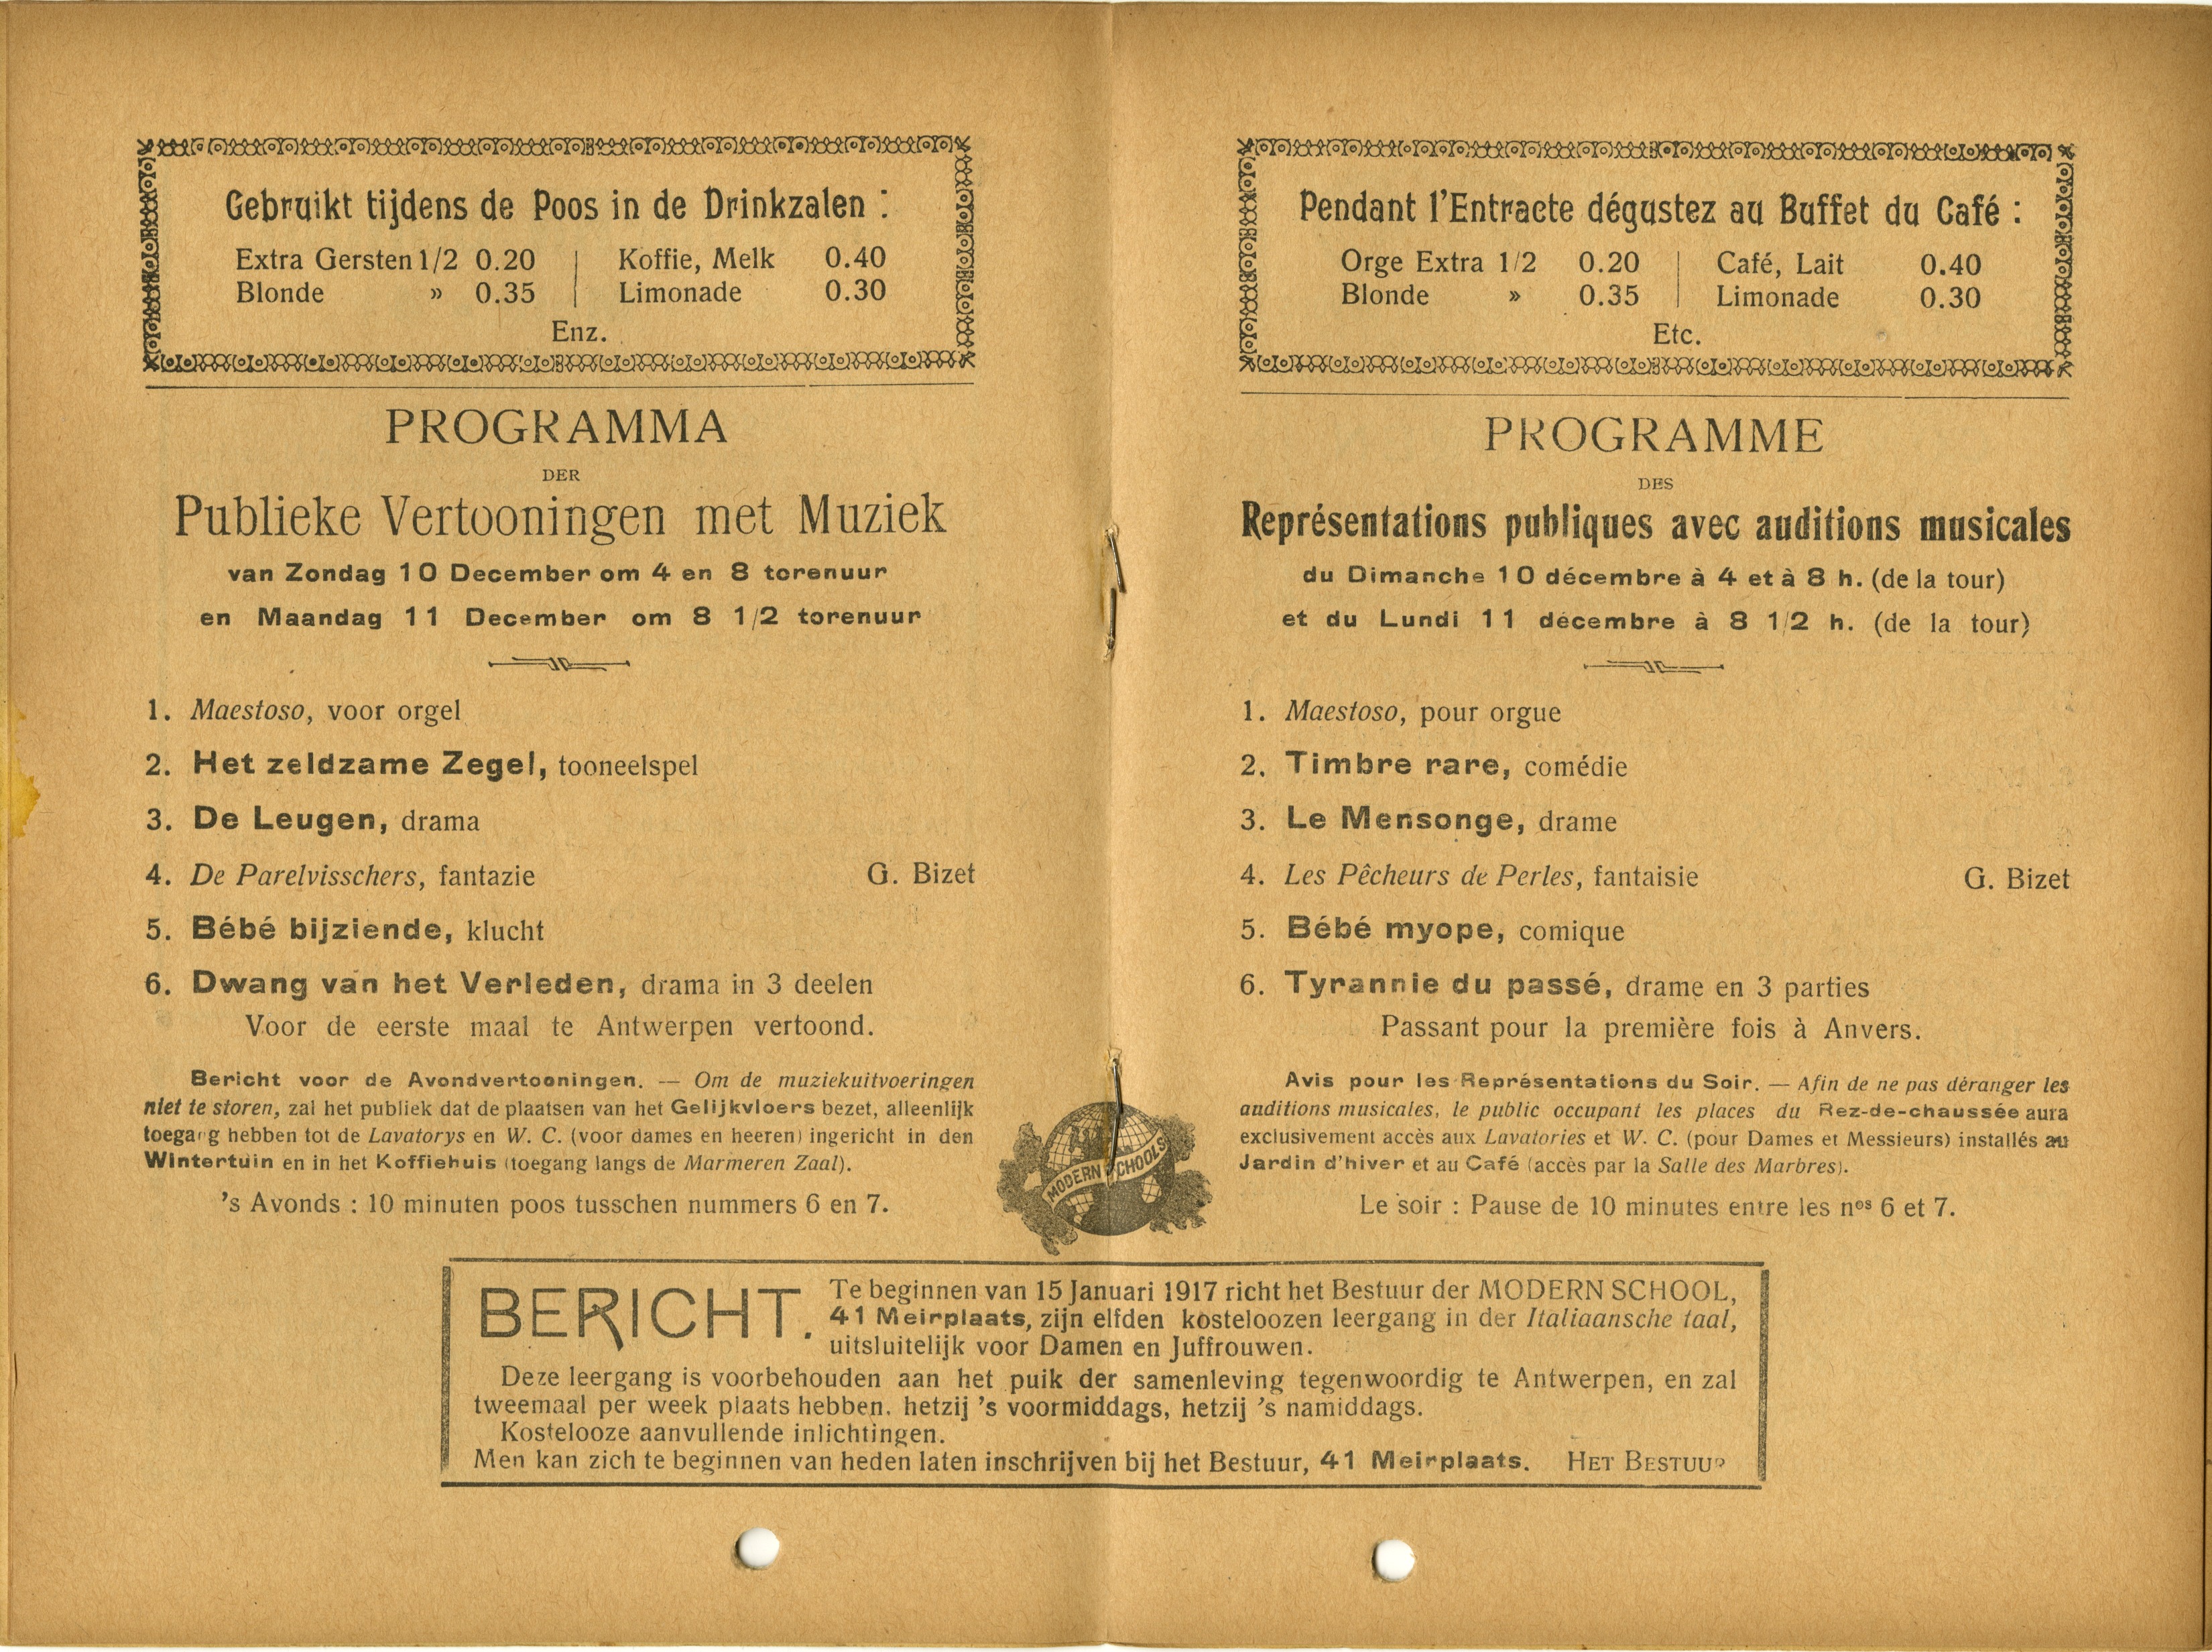 Gebruikt tijdens de Poos in de Drinkzalen :
Extra Gersten 1/2 0.20 | Koffie, Melk 0.40
Blonde » 0.35 | Limonade 0.30
Enz.
PROGRAMMA
DER
Publieke Vertooningen met Muziek
van Zondag 10 December om 4 en 8 torenuur
en Maandag 11 December om 8 1/2 torenuur
1. Maestoso, voor orgel
2. Het zeldzame Zegel, tooneelspel
3. De Leugen, drama
4. De Parelvisschers, fantazie G. Bizet
5. Bébé bijziende, klucht
6. Dwang van het Verleden, drama in 3 deelen
Voor de eerste maal te Antwerpen vertoond.
Bericht voor de Avondvertooningen. — Om de muziekuitvoeringen
niet te storen, zal het publiek dat de plaatsen van het Gelijkvloers bezet, alleenlijk
toegang hebben tot de Lavatorys en W. C. (voor dames en heeren) ingericht in den
Wintertuin en in het Koffiehuis (toegang langs de Marmeren Zaal).
's Avonds : 10 minuten poos tusschen nummers 6 en 7.
Pendant l'Entracte dégustez au Buffet du Café :
Orge Extra 1/2 0.20 | Café, Lait 0.40
Blonde » 0.35 | Limonade 0.30
Etc.
PROGRAMME
DES
Représentations publiques avec auditions musicales
du Dimanche 10 décembre à 4 et à 8 h. (de la tour)
et du Lundi 11 décembre à 8 1/2 h. (de la tour)
1. Maestoso, pour orgue
2. Timbre rare, comédie
3. Le Mensonge, drame
4. Les Pêcheurs de Perles, fantaisie G. Bizet
5. Bébé myope, comique
6. Tyrannie du passé, drame en 3 parties
Passant pour la première fois à Anvers.
Avis pour les Représentations du Soir. — Afin de ne pas déranger les
auditions musicales, le public occupant les places du Rez-de-chaussée aura
exclusivement accès aux Lavatories et W. C. (pour Dames et Messieurs) installés au
Jardin d'hiver et au Café (accès par la Salle des Marbres).
Le soir : Pause de 10 minutes entre les nos 6 et 7.
MODERN SCHOOLS
BERICHT.
Te beginnen van 15 Januari 1917 richt het Bestuur der MODERN SCHOOL,
41 Meirplaats, zijn elfden kosteloozen leergang in der Italiaansche taal,
uitsluitelijk voor Damen en Juffrouwen.
Deze leergang is voorbehouden aan het puik der samenleving tegenwoordig te Antwerpen, en zal
tweemaal per week plaats hebben. hetzij 's voormiddags, hetzij 's namiddags.
Kostelooze aanvullende inlichtingen.
Men kan zich te beginnen van heden laten inschrijven bij het Bestuur, 41 Meirplaats. HET BESTUUR